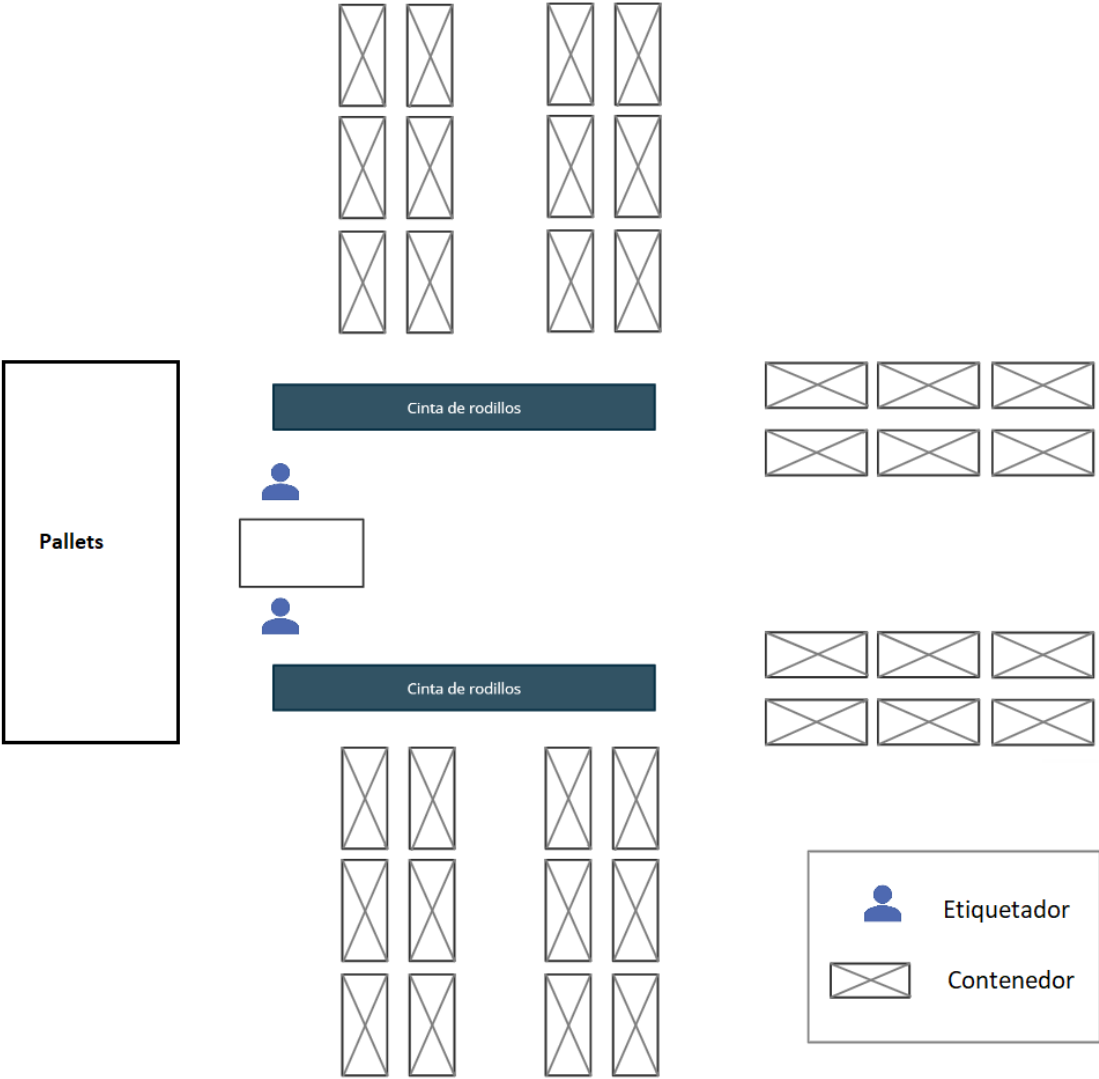 Cinta de rodillos
Pallets
Cinta de rodillos
Etiquetador
Contenedor